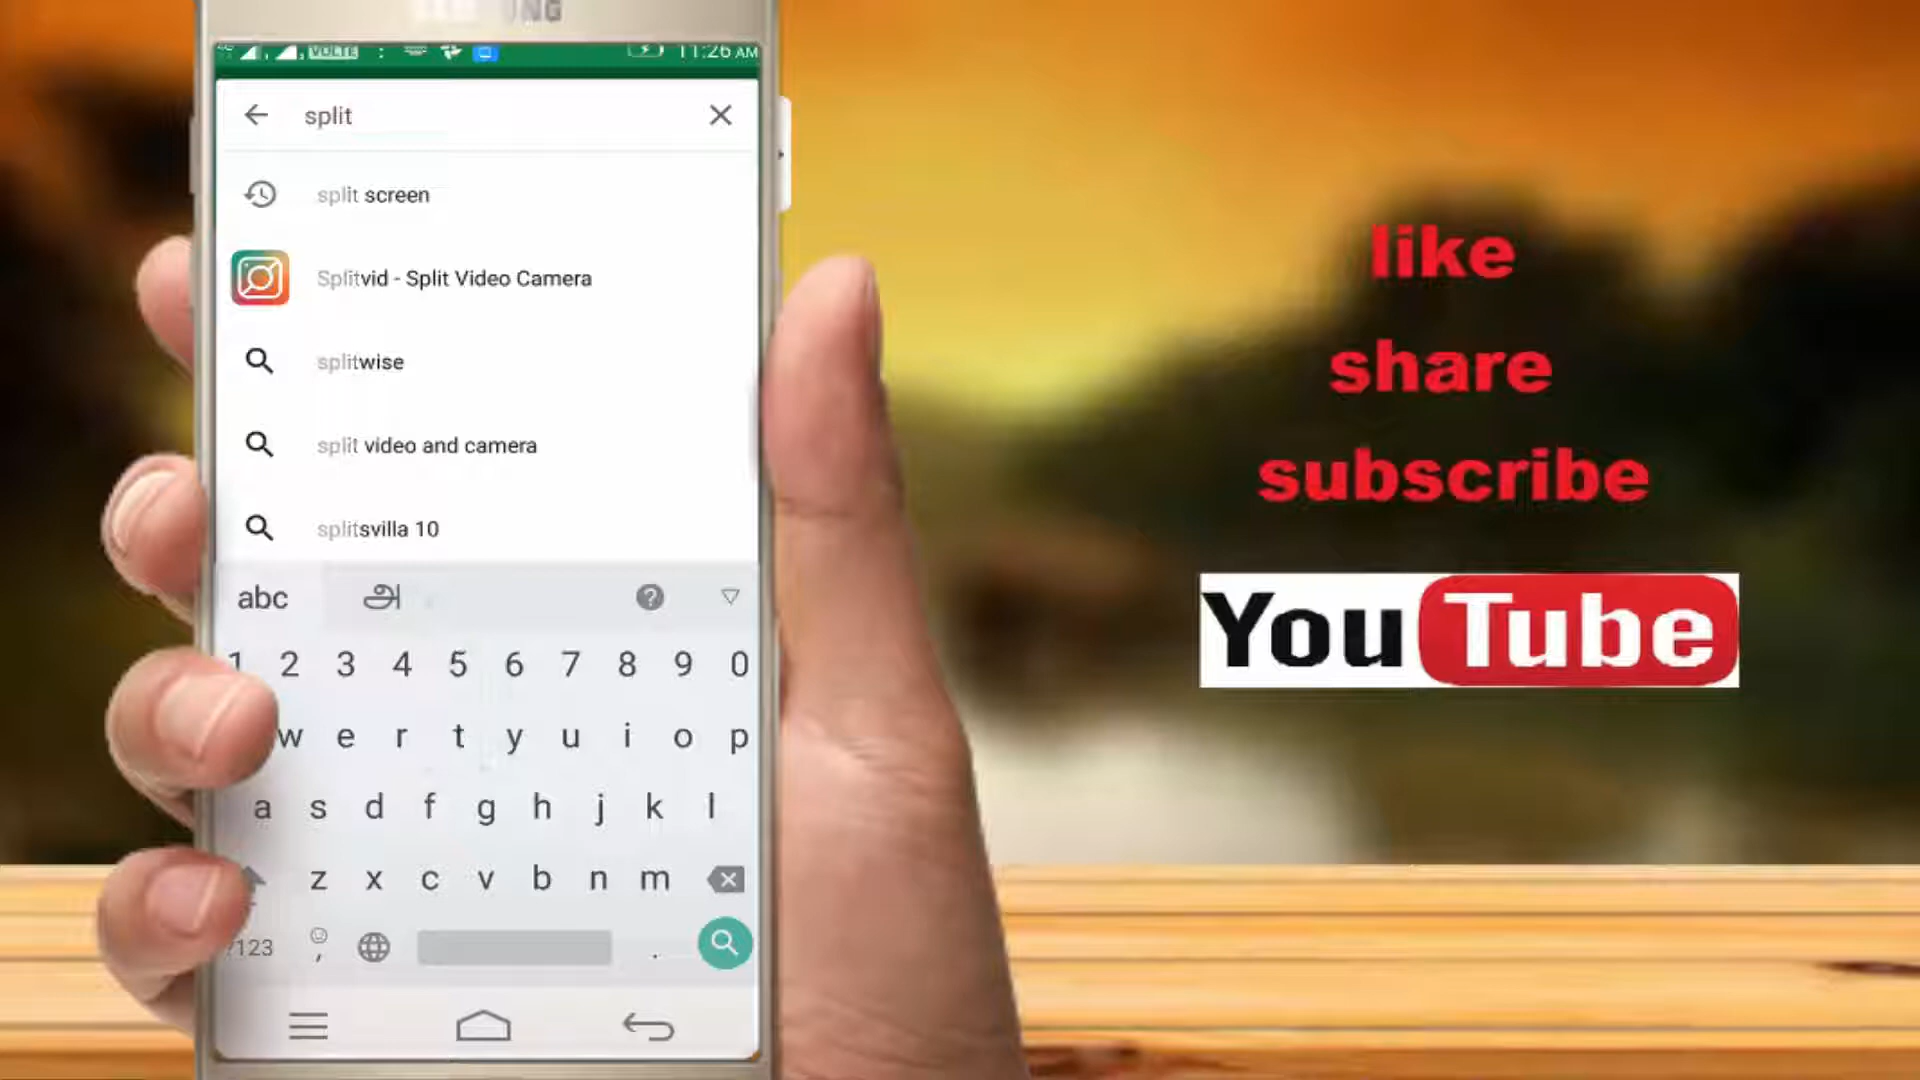 VOLTE
11:26 AM
split
split screen
Splitvid - Split Video Camera
splitwise
split video and camera
splitsvilla 10
abc அ
1 2 3 4 5 6 7 8 9 0
w e r t y u i o p
a s d f g h j k l
z x c v b n m
?123 , .
like
share
subscribe
YouTube